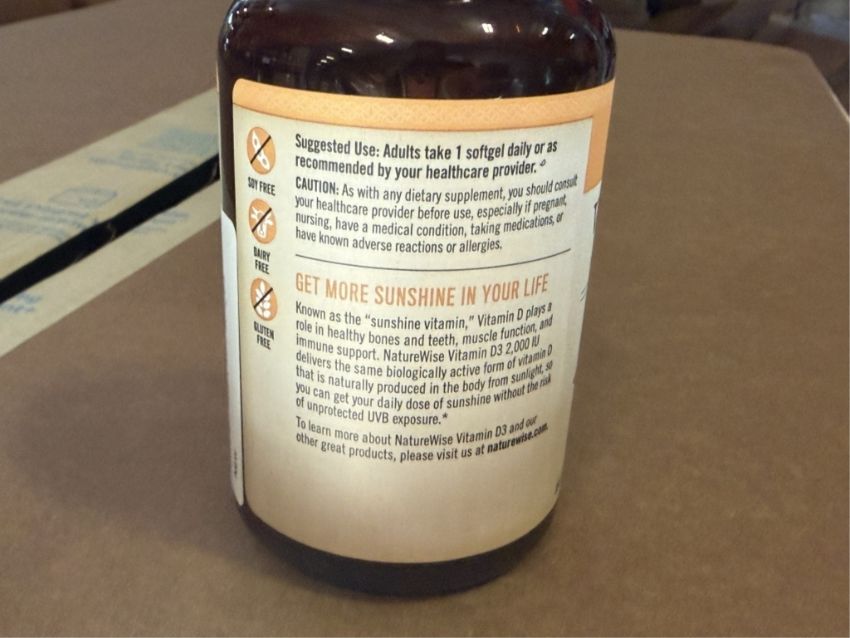 SOY FREE
DAIRY
FREE
GLUTEN
FREE
Suggested Use: Adults take 1 softgel daily or as
recommended by your healthcare provider.
CAUTION: As with any dietary supplement, you should consult
your healthcare provider before use, especially if pregnant,
nursing, have a medical condition, taking medications, or
have known adverse reactions or allergies.
GET MORE SUNSHINE IN YOUR LIFE
Known as the “sunshine vitamin,” Vitamin D plays a
role in healthy bones and teeth, muscle function, and
immune support. NatureWise Vitamin D3 2,000 IU
delivers the same biologically active form of vitamin D
that is naturally produced in the body from sunlight, so
you can get your daily dose of sunshine without the risk
of unprotected UVB exposure.*
To learn more about NatureWise Vitamin D3 and our
other great products, please visit us at naturewise.com.